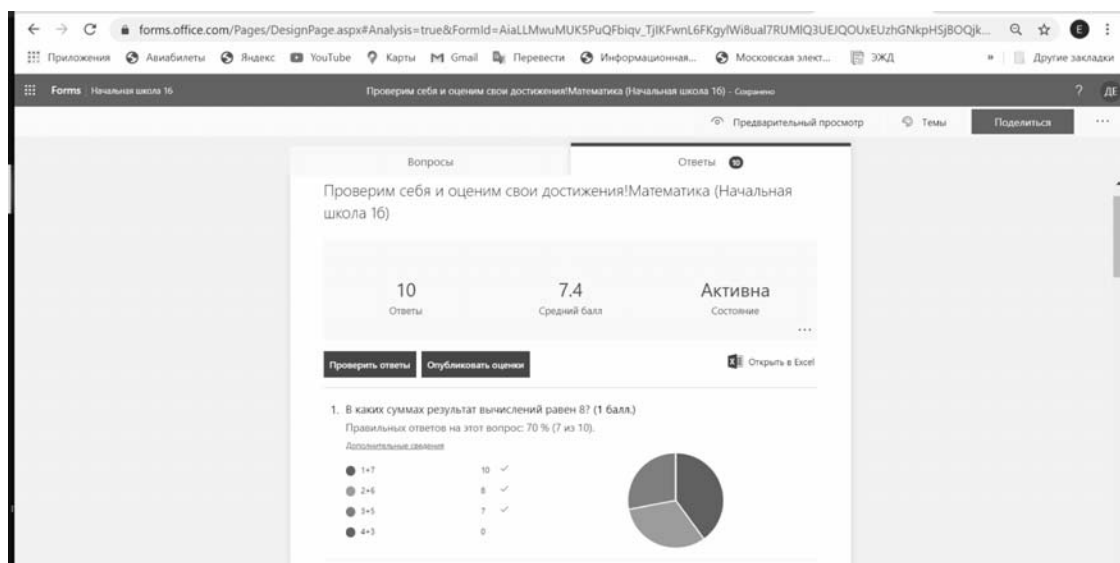 forms.office.com/Pages/DesignPage.aspx#Analysis=true&FormId=AiaLLMwuMUK5PuQFbiqv_TjlKFwnL6FKgylWi8ual7RUMlQ3UEJQOUxEUzhGNkpHSjBOQjk...
E
Приложения Авиабилеты Яндекс YouTube Карты Gmail Перевести Информационная... Московская элект... ЭЖД » Другие закладки
Forms Начальная школа 16 Проверим себя и оценим свои достижения!Математика (Начальная школа 16) - Сохранено ? ДЕ
Предварительный просмотр Темы Поделиться ...
Вопросы Ответы 10
Проверим себя и оценим свои достижения!Математика (Начальная
школа 16)
10 7.4 Активна
Ответы Средний балл Состояние
...
Проверить ответы Опубликовать оценки Открыть в Excel
1. В каких суммах результат вычислений равен 8? (1 балл.)
Правильных ответов на этот вопрос: 70 % (7 из 10).
Дополнительные сведения
1+7 10
2+6 8
3+5 7
4+3 0